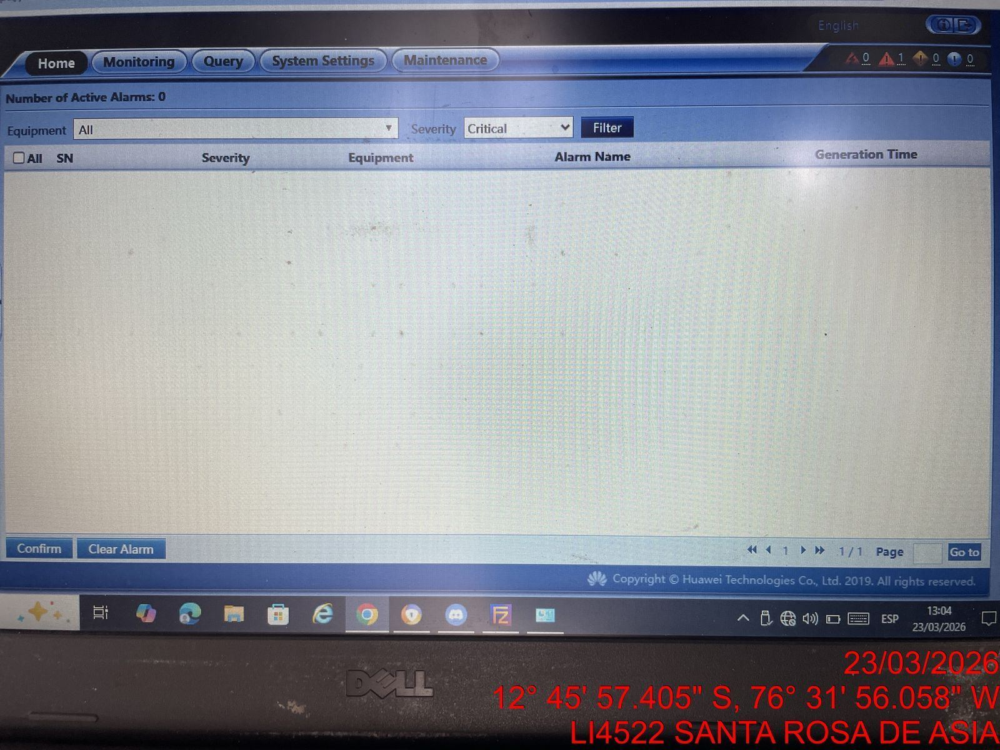 English
Home Monitoring Query System Settings Maintenance 0 1 0 0
Number of Active Alarms: 0
Equipment All Severity Critical Filter
All SN Severity Equipment Alarm Name Generation Time
Confirm Clear Alarm 1 1 / 1 Page Go to
Copyright © Huawei Technologies Co., Ltd. 2019. All rights reserved.
ESP 13:04
23/03/2026
DELL
23/03/2026
12° 45' 57.405" S, 76° 31' 56.058" W
LI4522 SANTA ROSA DE ASIA